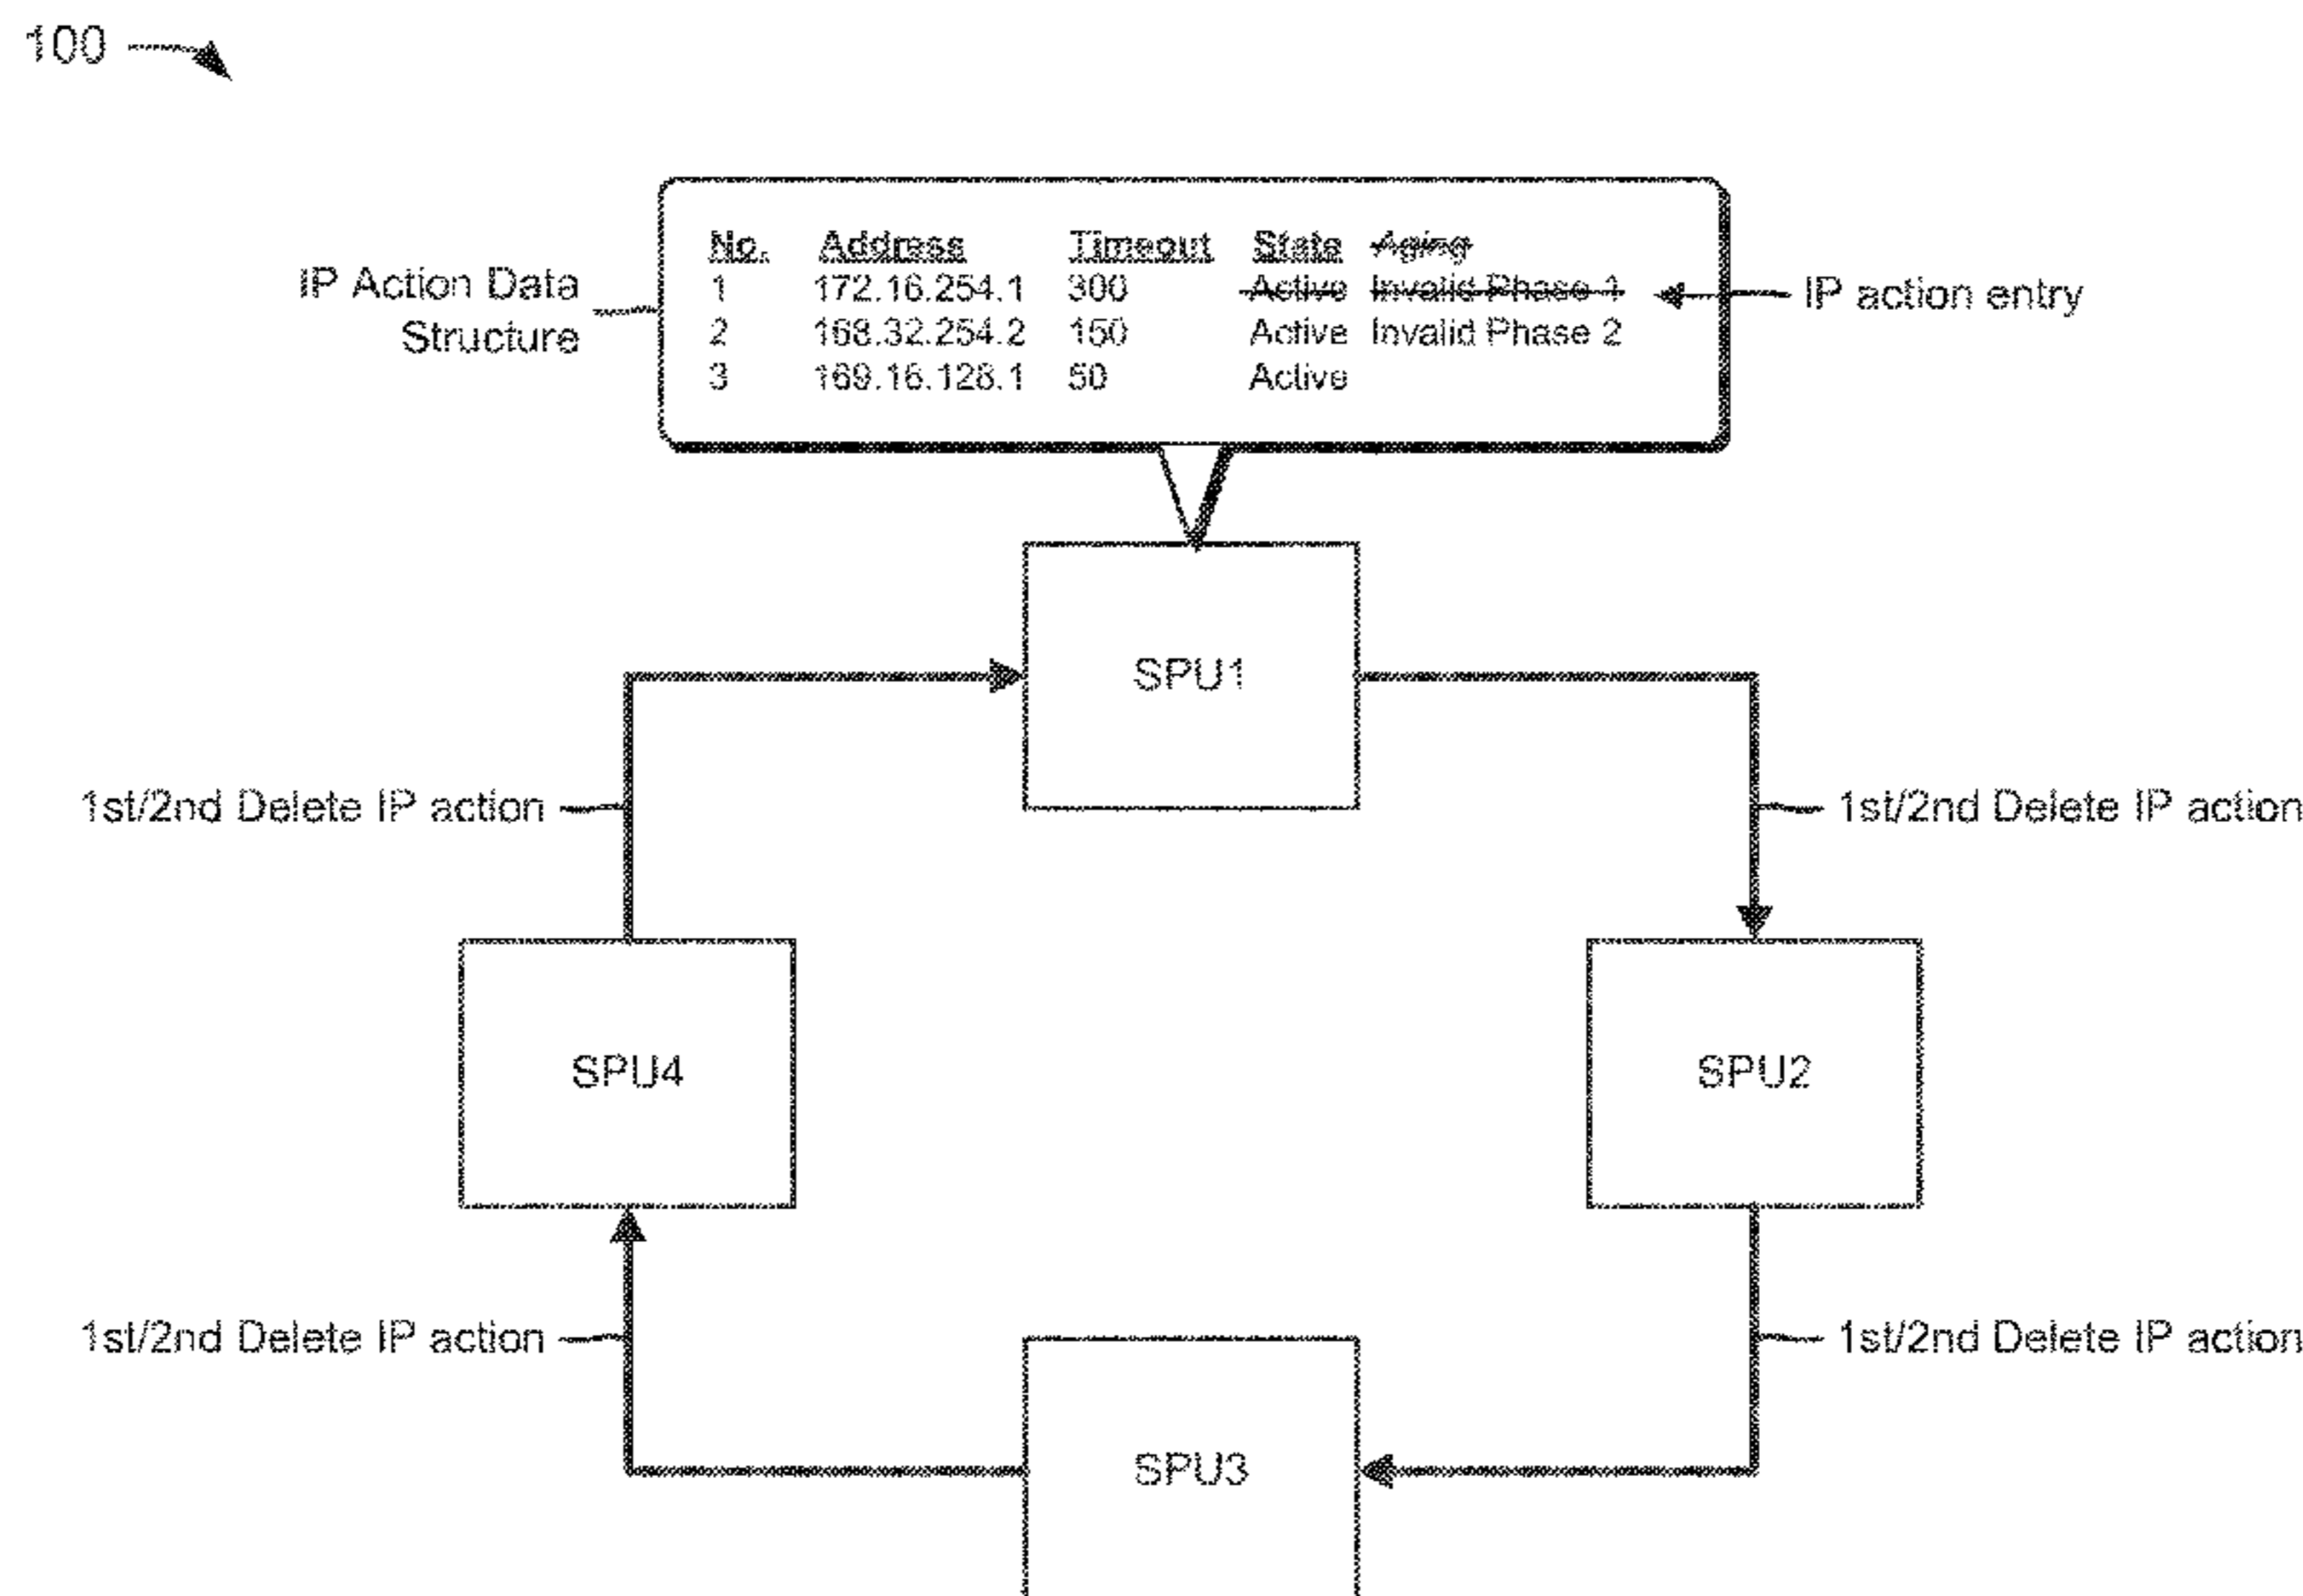 100
No. Address Timeout State Aging
1 172.16.254.1 300 Active Invalid Phase 1
2 168.32.254.2 150 Active Invalid Phase 2
3 169.16.128.1 50 Active
IP Action Data
Structure
IP action entry
SPU1
1st/2nd Delete IP action
1st/2nd Delete IP action
SPU4
SPU2
1st/2nd Delete IP action
1st/2nd Delete IP action
SPU3